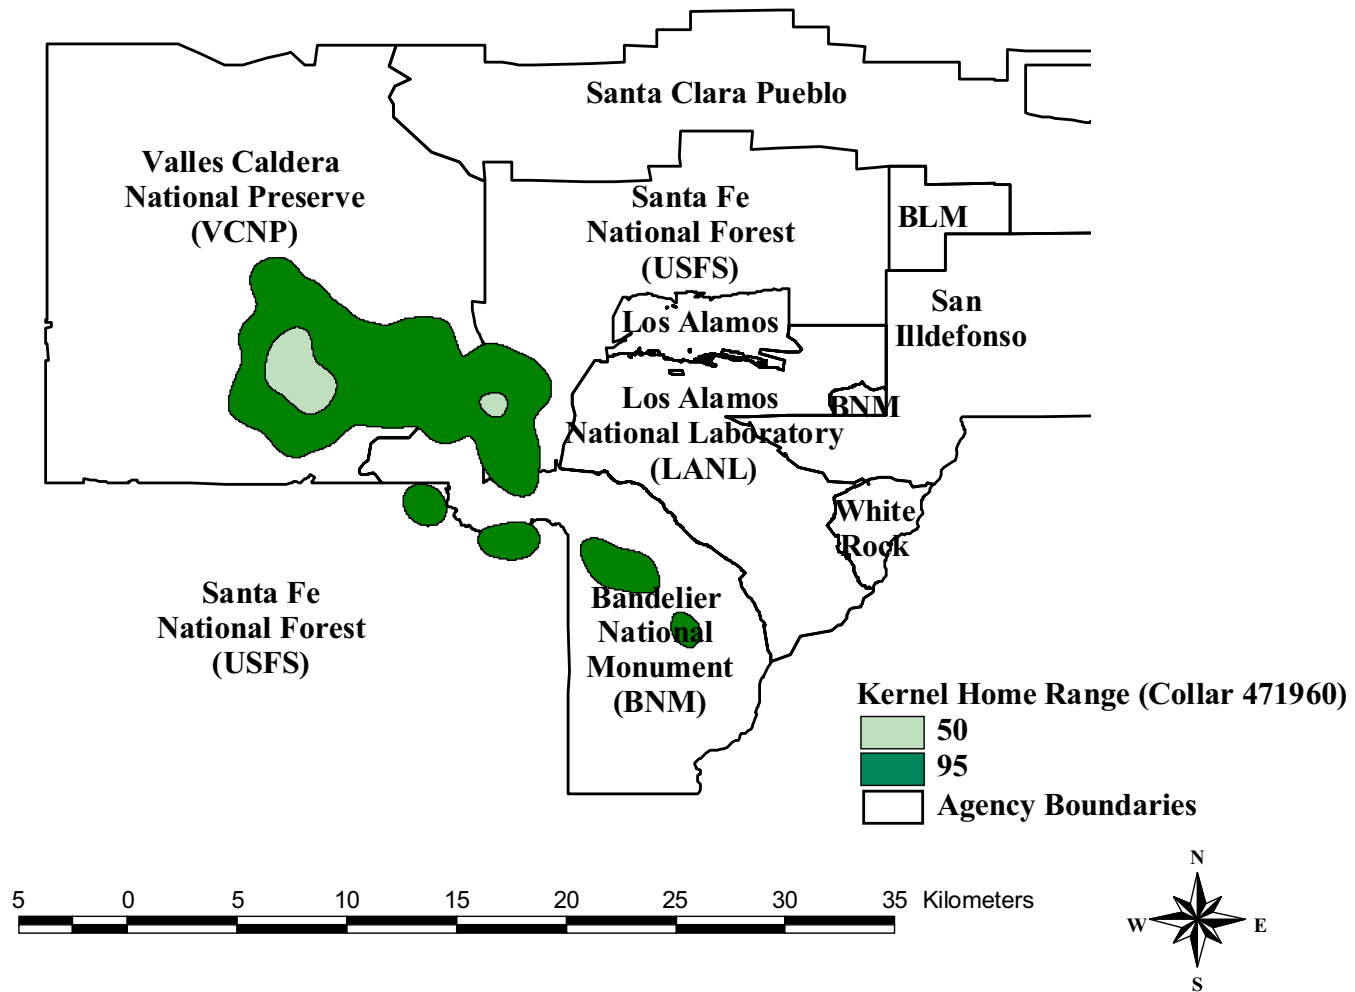 Santa Clara Pueblo
Valles Caldera
National Preserve
(VCNP)
Santa Fe
National Forest
(USFS)
BLM
San
Illdefonso
Los Alamos
Los Alamos
National Laboratory
(LANL)
BNM
White
Rock
Santa Fe
National Forest
(USFS)
Bandelier
National
Monument
(BNM)
Kernel Home Range (Collar 471960)
50
95
Agency Boundaries
5 0 5 10 15 20 25 30 35 Kilometers
N
W E
S